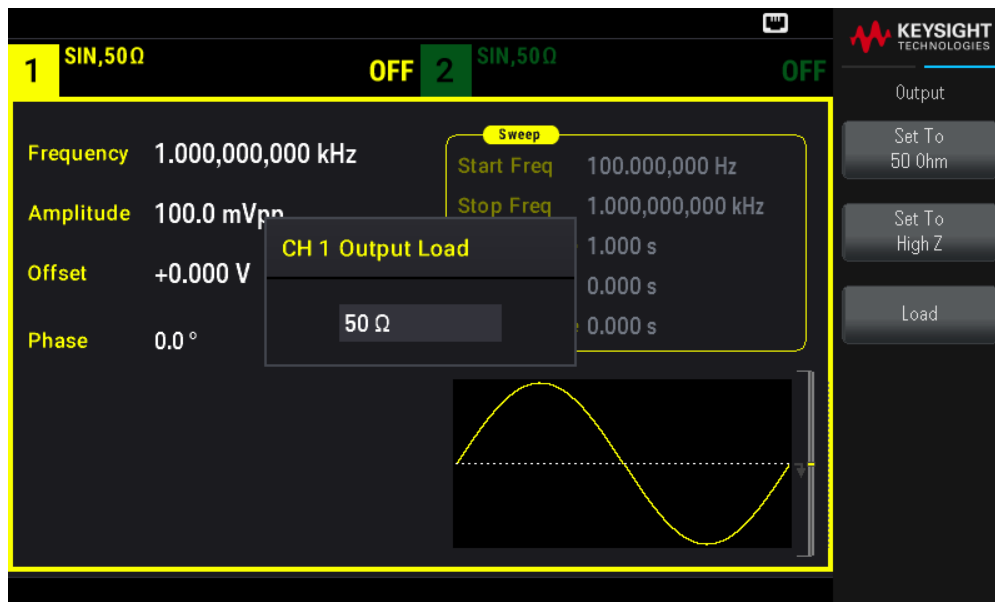 KEYSIGHT
TECHNOLOGIES
1 SIN,50Ω OFF 2 SIN,50Ω OFF
Output
Frequency 1.000,000,000 kHz
Amplitude 100.0 mVpp
Offset +0.000 V
Phase 0.0 °
Sweep
Start Freq 100.000,000 Hz
Stop Freq 1.000,000,000 kHz
1.000 s
0.000 s
0.000 s
CH 1 Output Load
50 Ω
Set To
50 Ohm
Set To
High Z
Load